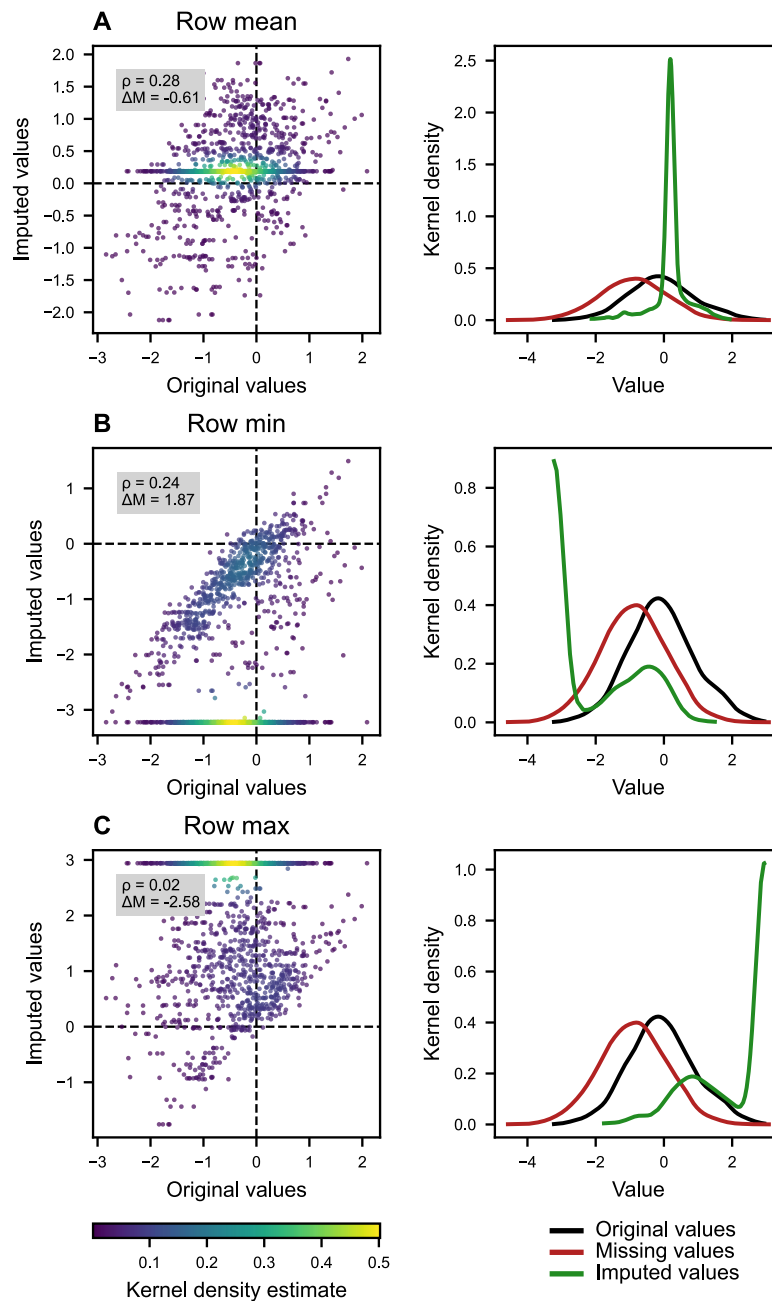 A Row mean
ρ = 0.28
ΔM = -0.61
2.0
1.5
1.0
0.5
0.0
−0.5
−1.0
−1.5
−2.0
Imputed values
−3 −2 −1 0 1 2
Original values
2.5
2.0
1.5
1.0
0.5
0.0
Kernel density
−4 −2 0 2
Value
B Row min
ρ = 0.24
ΔM = 1.87
1
0
−1
−2
−3
Imputed values
−3 −2 −1 0 1 2
Original values
0.8
0.6
0.4
0.2
0.0
Kernel density
−4 −2 0 2
Value
C Row max
ρ = 0.02
ΔM = -2.58
3
2
1
0
−1
Imputed values
−3 −2 −1 0 1 2
Original values
1.0
0.8
0.6
0.4
0.2
0.0
Kernel density
−4 −2 0 2
Value
0.1 0.2 0.3 0.4 0.5
Kernel density estimate
Original values
Missing values
Imputed values